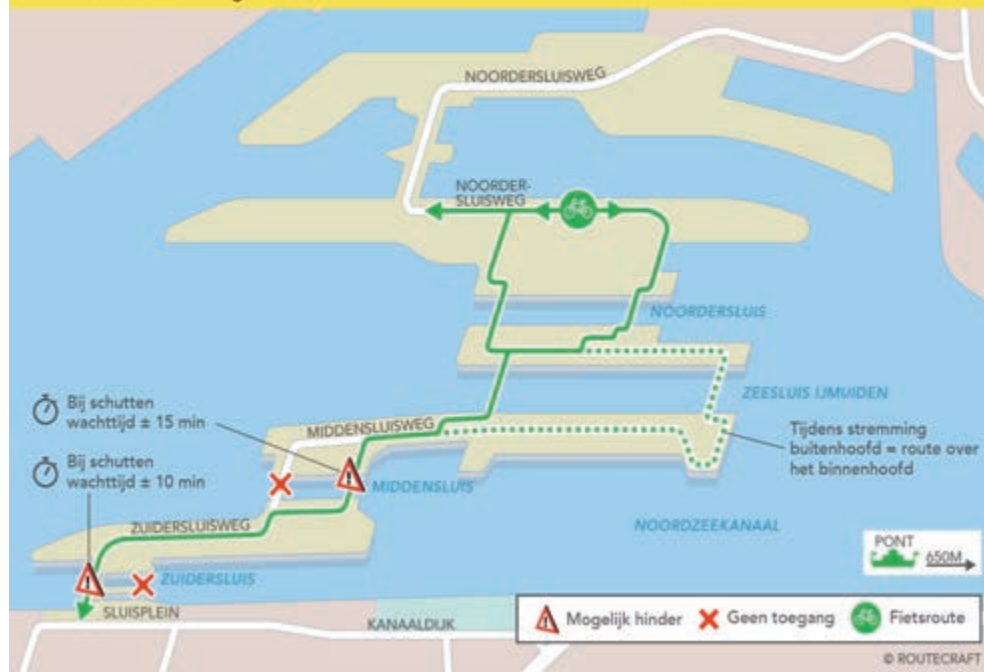 NOORDERSLUISWEG
NOORDER-
SLUISWEG
NOORDERSLUIS
ZEESLUIS IJMUIDEN
Bij schutten
wachttijd ± 15 min
MIDDENSLUISWEG
Tijdens stremming
buitenhoofd = route over
het binnenhoofd
Bij schutten
wachttijd ± 10 min
MIDDENSLUIS
ZUIDERSLUISWEG
NOORDZEEKANAAL
PONT
650M
ZUIDERSLUIS
SLUISPLEIN
KANAALDIJK
Mogelijk hinder
Geen toegang
Fietsroute
© ROUTECRAFT